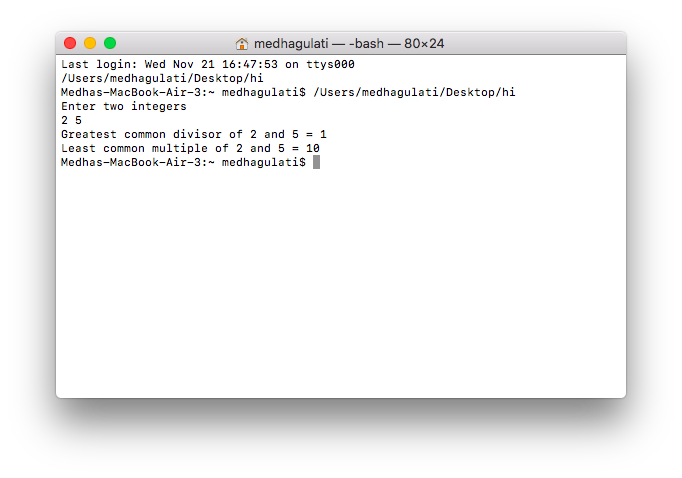 medhagulati — -bash — 80×24
Last login: Wed Nov 21 16:47:53 on ttys000
/Users/medhagulati/Desktop/hi
Medhas-MacBook-Air-3:~ medhagulati$ /Users/medhagulati/Desktop/hi
Enter two integers
2 5
Greatest common divisor of 2 and 5 = 1
Least common multiple of 2 and 5 = 10
Medhas-MacBook-Air-3:~ medhagulati$